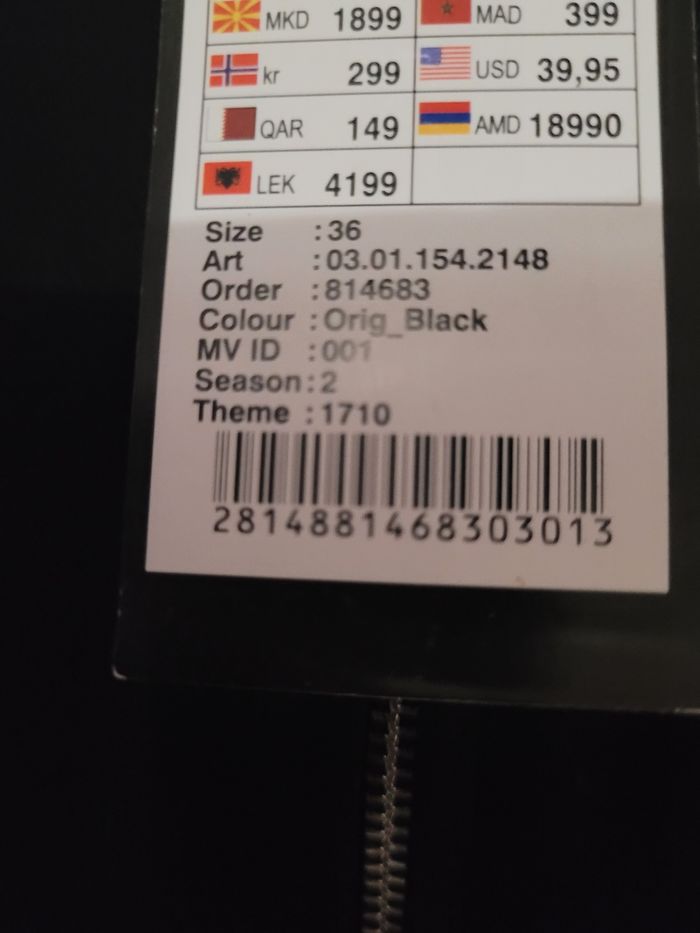 MKD 1899 MAD 399
kr 299 USD 39,95
QAR 149 AMD 18990
LEK 4199
Size :36
Art :03.01.154.2148
Order :814683
Colour :Orig_Black
MV ID :001
Season:2
Theme :1710
2814881468303013